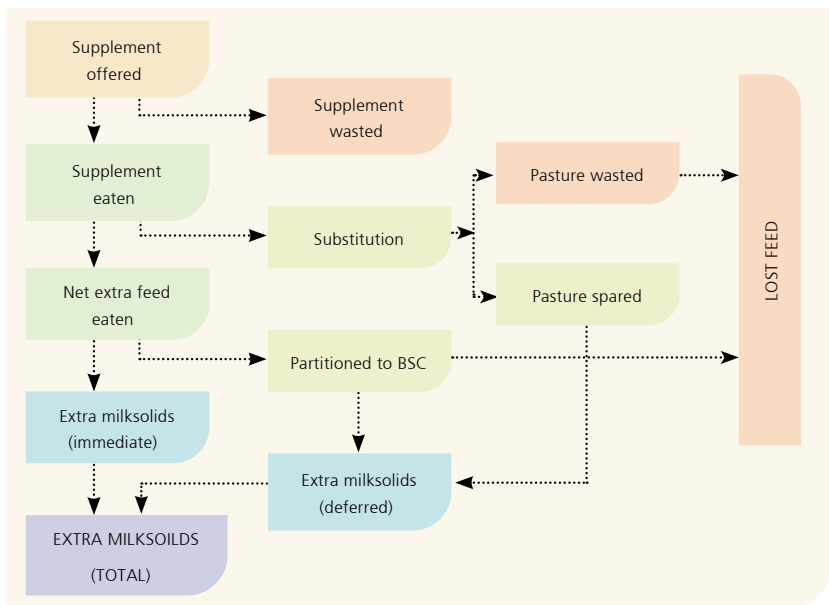 Supplement
offered
Supplement
wasted
Supplement
eaten
Pasture wasted
Substitution
LOST FEED
Net extra feed
eaten
Pasture spared
Partitioned to BSC
Extra milksolids
(immediate)
Extra milksolids
(deferred)
EXTRA MILKSOILDS
(TOTAL)